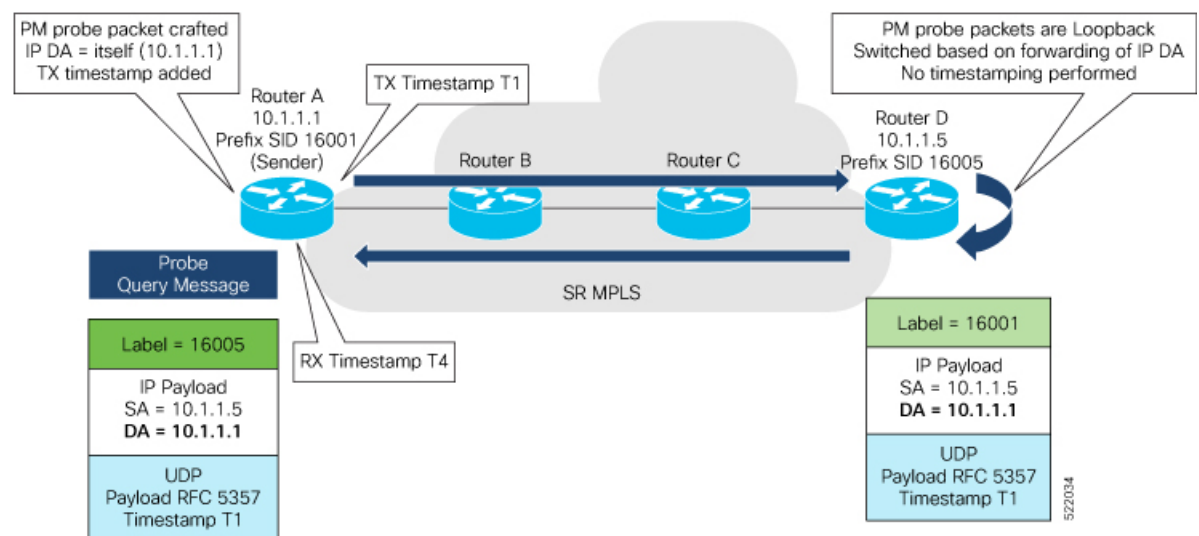 PM probe packet crafted
IP DA = itself (10.1.1.1)
TX timestamp added
TX Timestamp T1
PM probe packets are Loopback
Switched based on forwarding of IP DA
No timestamping performed
Router A
10.1.1.1
Prefix SID 16001
(Sender)
Router B
Router C
Router D
10.1.1.5
Prefix SID 16005
Probe
Query Message
SR MPLS
RX Timestamp T4
Label = 16005
IP Payload
SA = 10.1.1.5
DA = 10.1.1.1
UDP
Payload RFC 5357
Timestamp T1
Label = 16001
IP Payload
SA = 10.1.1.5
DA = 10.1.1.1
UDP
Payload RFC 5357
Timestamp T1
522034